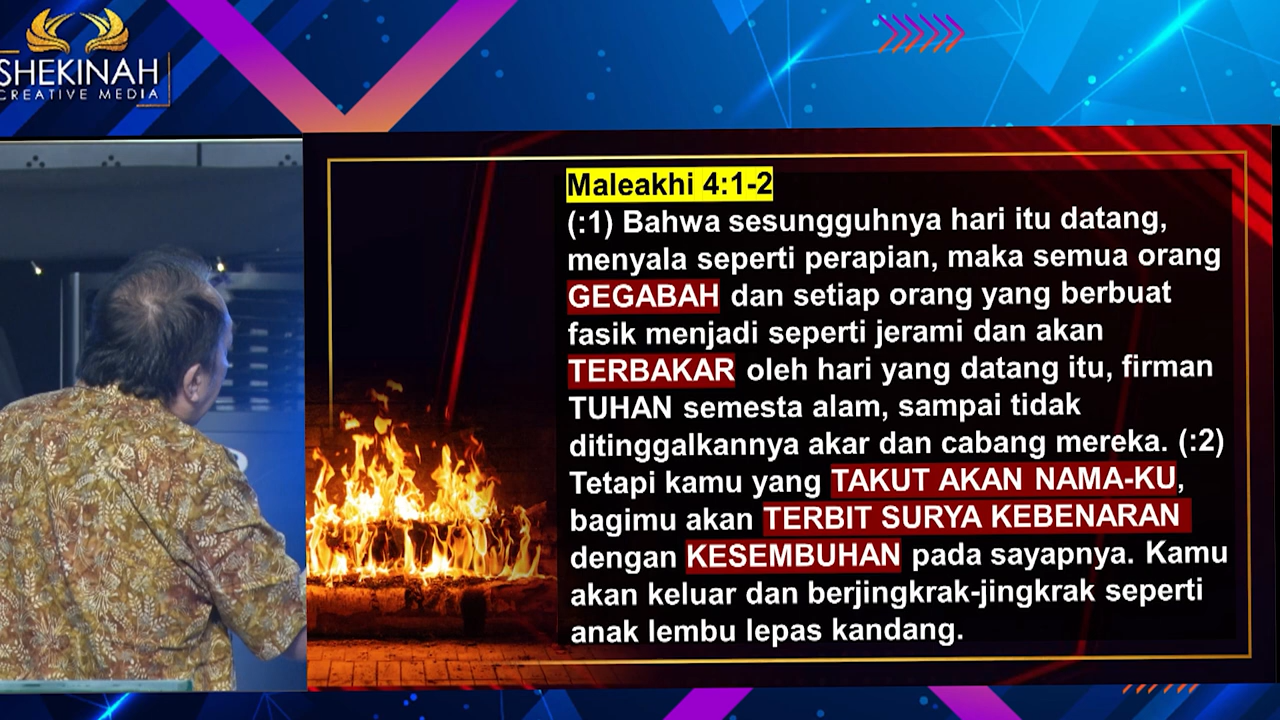 SHEKINAH
CREATIVE MEDIA
Maleakhi 4:1-2
(:1) Bahwa sesungguhnya hari itu datang,
menyala seperti perapian, maka semua orang
GEGABAH dan setiap orang yang berbuat
fasik menjadi seperti jerami dan akan
TERBAKAR oleh hari yang datang itu, firman
TUHAN semesta alam, sampai tidak
ditinggalkannya akar dan cabang mereka. (:2)
Tetapi kamu yang TAKUT AKAN NAMA-KU,
bagimu akan TERBIT SURYA KEBENARAN
dengan KESEMBUHAN pada sayapnya. Kamu
akan keluar dan berjingkrak-jingkrak seperti
anak lembu lepas kandang.